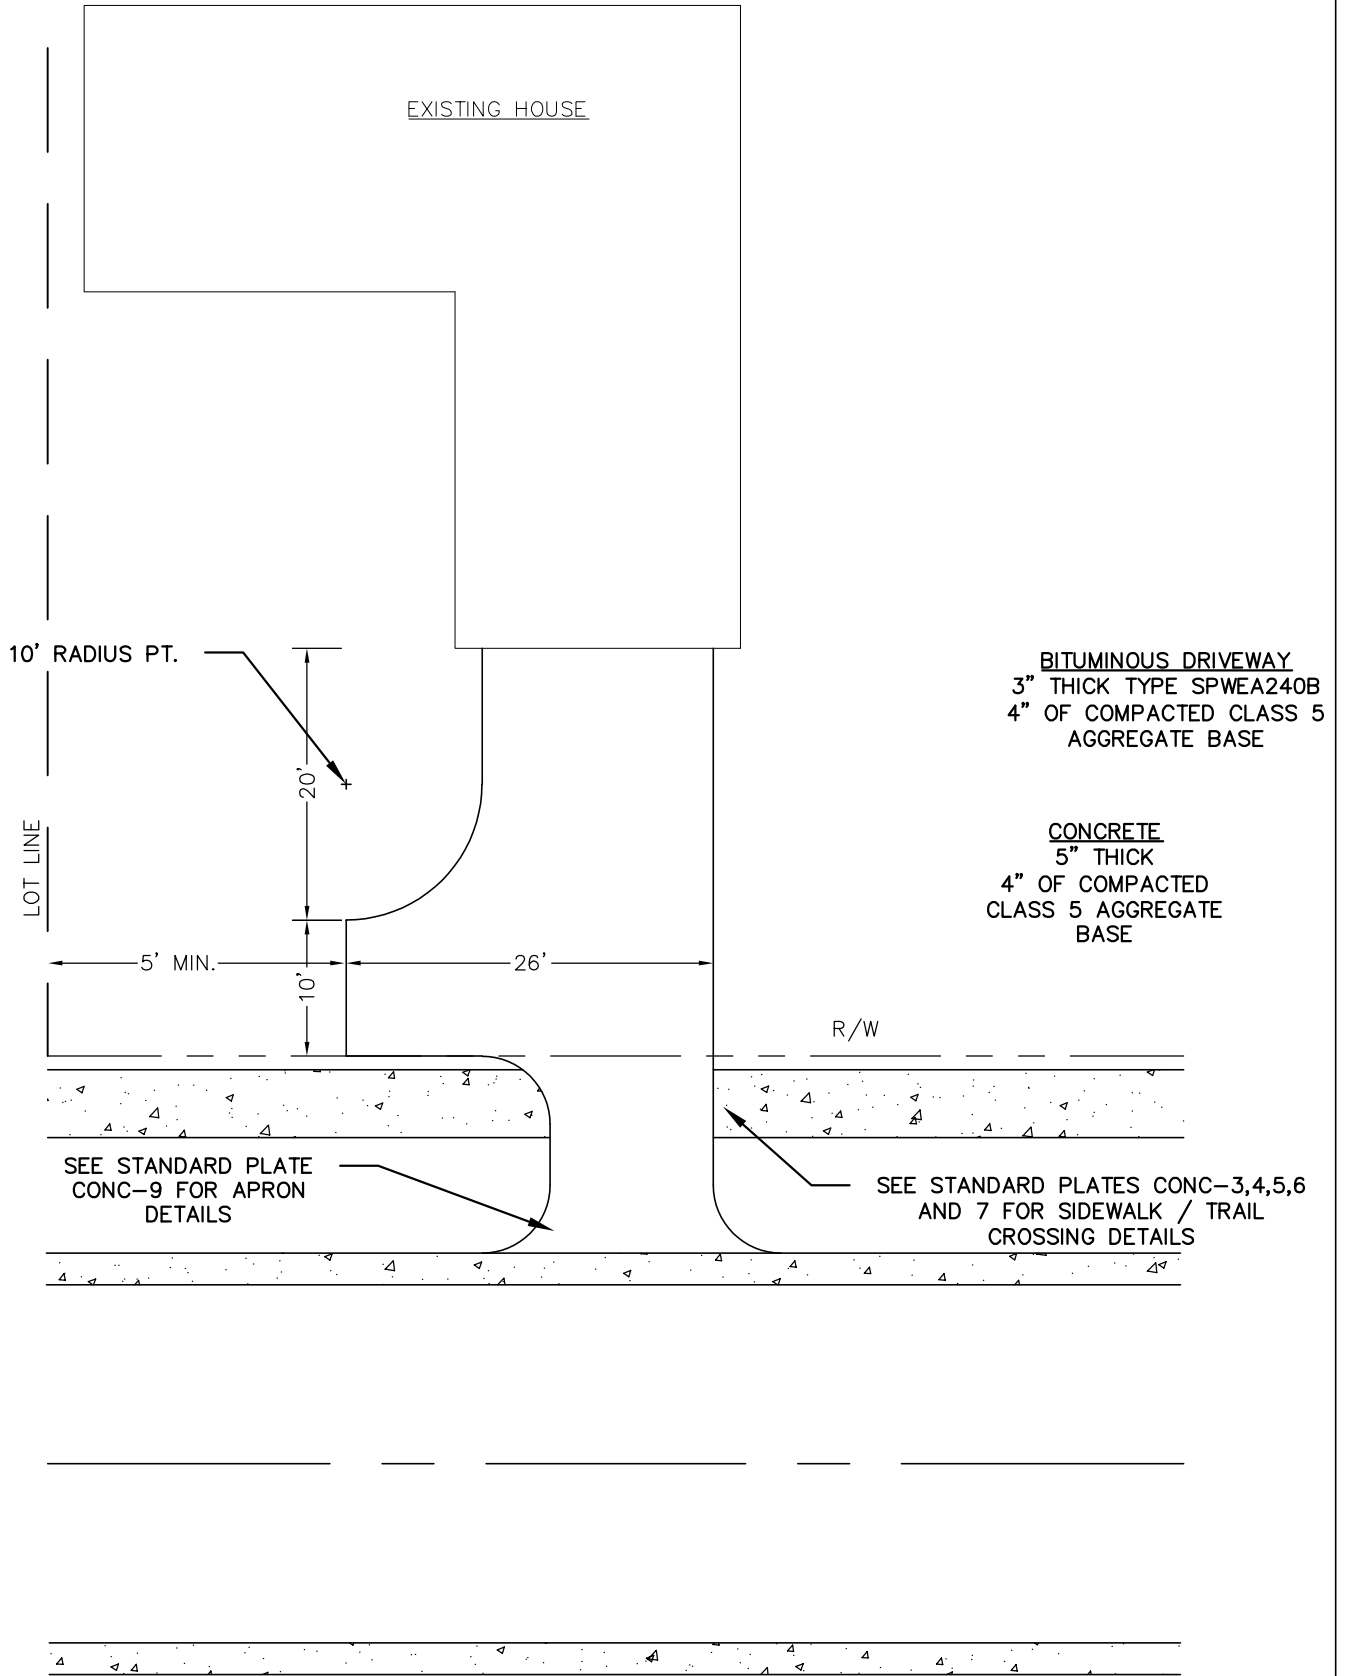 EXISTING HOUSE
10' RADIUS PT.
20'
BITUMINOUS DRIVEWAY
3" THICK TYPE SPWEA240B
4" OF COMPACTED CLASS 5
AGGREGATE BASE
LOT LINE
CONCRETE
5" THICK
4" OF COMPACTED
CLASS 5 AGGREGATE
BASE
5' MIN.
10'
26'
R/W
SEE STANDARD PLATE
CONC-9 FOR APRON
DETAILS
SEE STANDARD PLATES CONC-3,4,5,6
AND 7 FOR SIDEWALK / TRAIL
CROSSING DETAILS